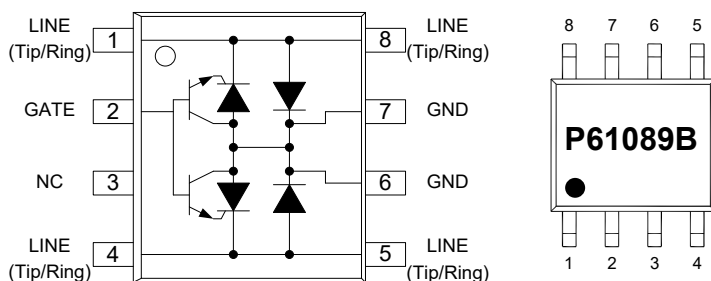 LINE
(Tip/Ring)
1
8
LINE
(Tip/Ring)
GATE
2
7
GND
NC
3
6
GND
LINE
(Tip/Ring)
4
5
LINE
(Tip/Ring)
8 7 6 5
P61089B
1 2 3 4